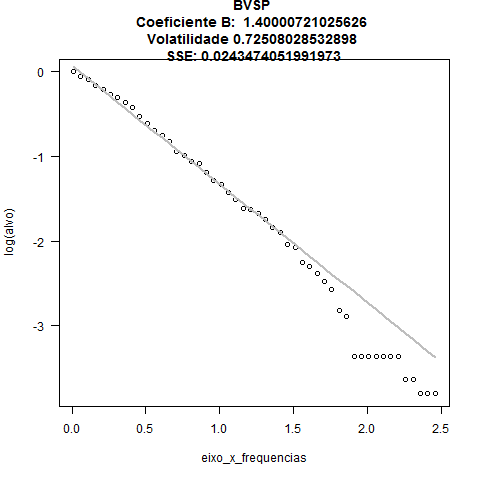 BVSP
Coeficiente B:  1.40000721025626
Volatilidade 0.72508028532898
SSE: 0.0243474051991973
0
-1
-2
-3
log(alvo)
0.0 0.5 1.0 1.5 2.0 2.5
eixo_x_frequencias